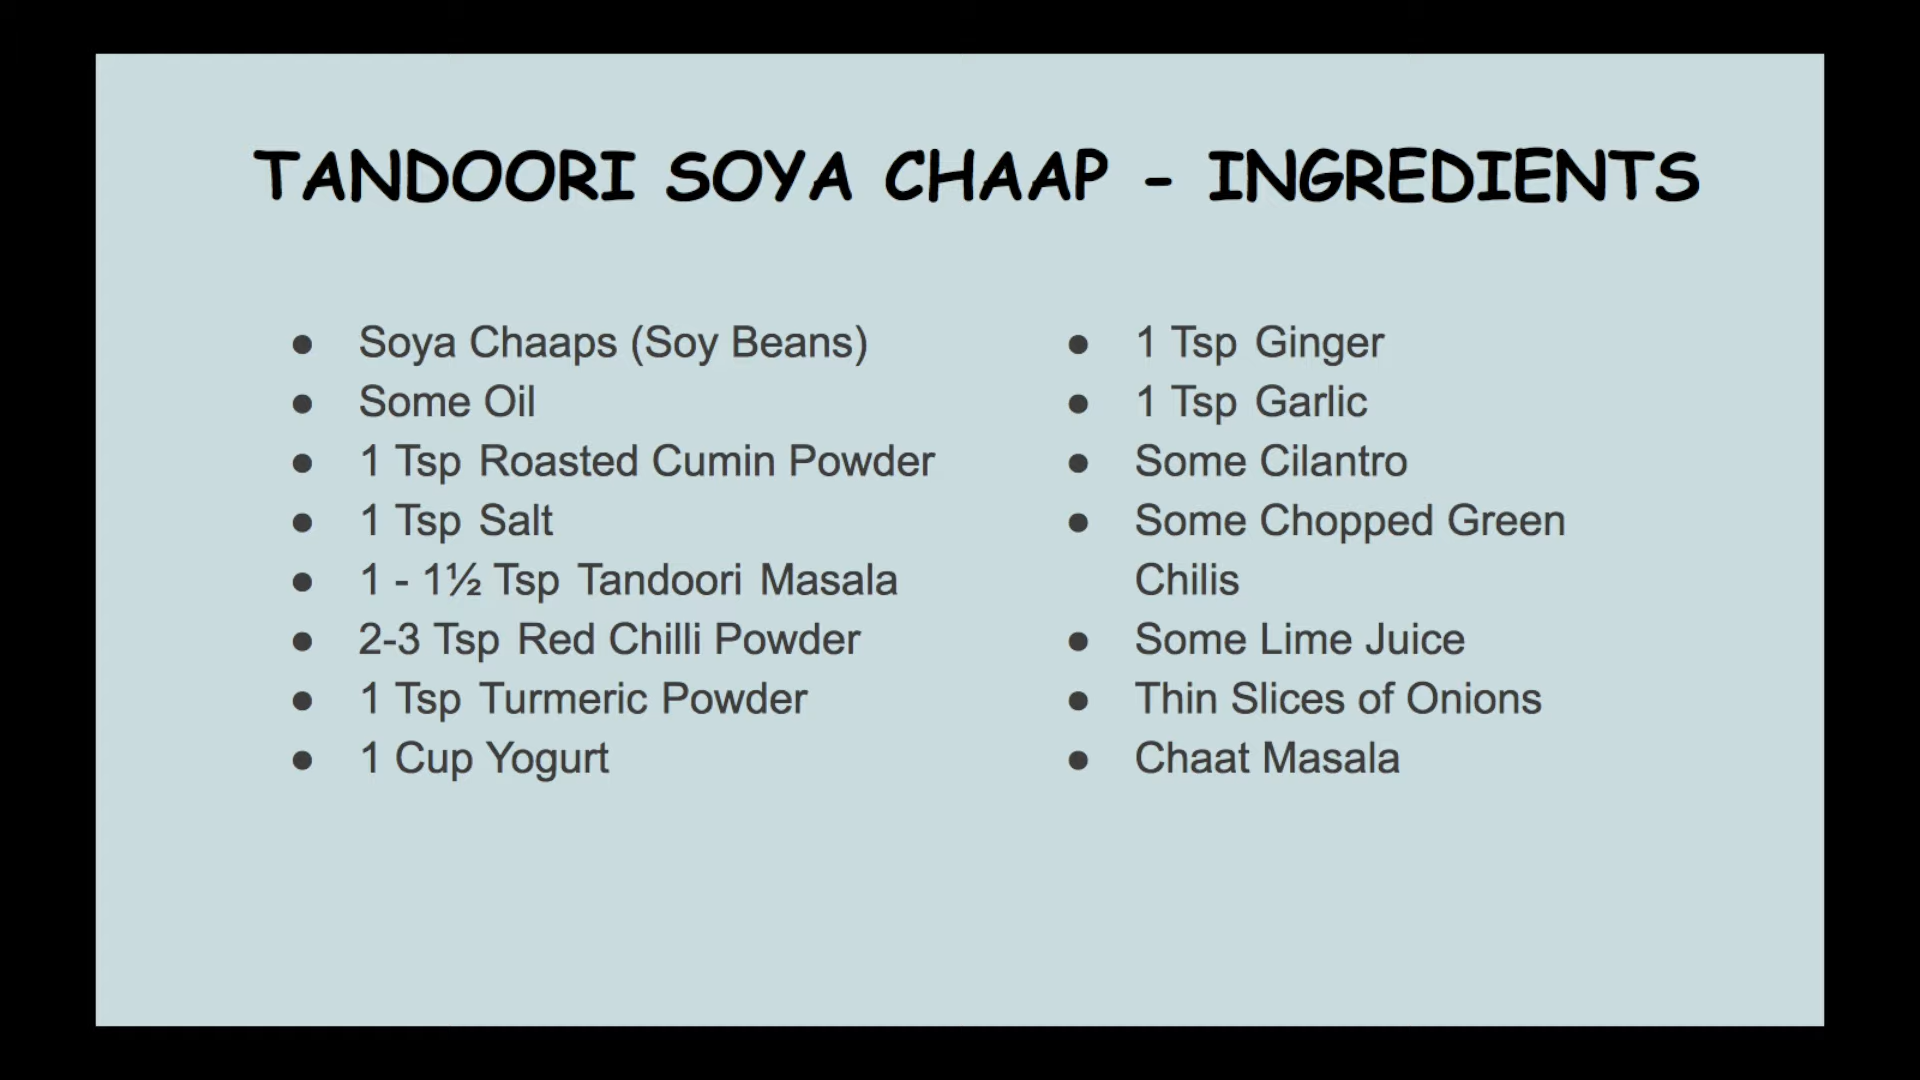 TANDOORI SOYA CHAAP - INGREDIENTS
● Soya Chaaps (Soy Beans)
● Some Oil
● 1 Tsp Roasted Cumin Powder
● 1 Tsp Salt
● 1 - 1½ Tsp Tandoori Masala
● 2-3 Tsp Red Chilli Powder
● 1 Tsp Turmeric Powder
● 1 Cup Yogurt
● 1 Tsp Ginger
● 1 Tsp Garlic
● Some Cilantro
● Some Chopped Green
Chilis
● Some Lime Juice
● Thin Slices of Onions
● Chaat Masala